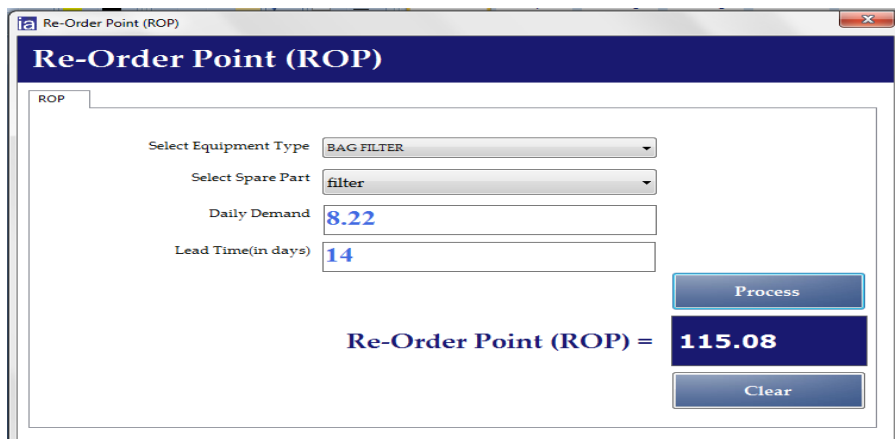 ia Re-Order Point (ROP)
Re-Order Point (ROP)
ROP
Select Equipment Type BAG FILTER
Select Spare Part filter
Daily Demand 8.22
Lead Time(in days) 14
Process
Re-Order Point (ROP) = 115.08
Clear